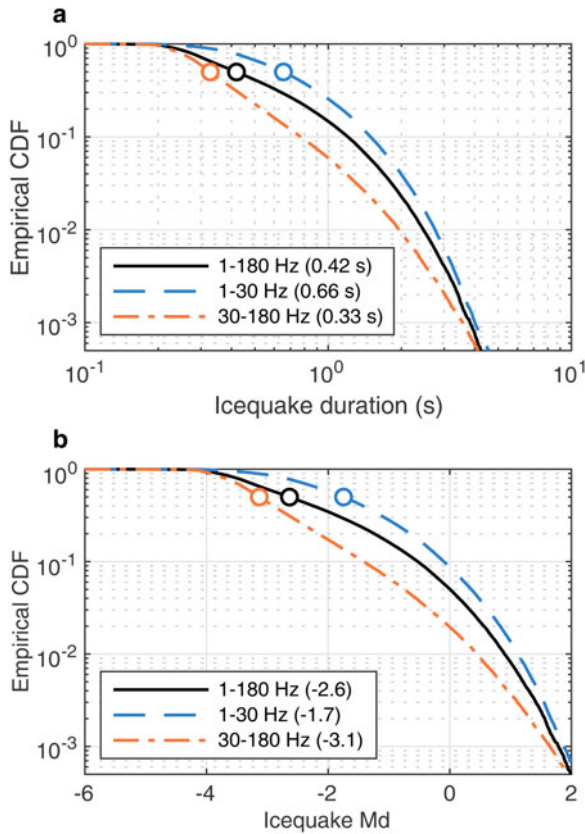 a
10^0
10^-1
10^-2
10^-3
Empirical CDF
1-180 Hz (0.42 s)
1-30 Hz (0.66 s)
30-180 Hz (0.33 s)
10^-1
10^0
10^1
Icequake duration (s)
b
10^0
10^-1
10^-2
10^-3
Empirical CDF
1-180 Hz (-2.6)
1-30 Hz (-1.7)
30-180 Hz (-3.1)
-6
-4
-2
0
2
Icequake Md